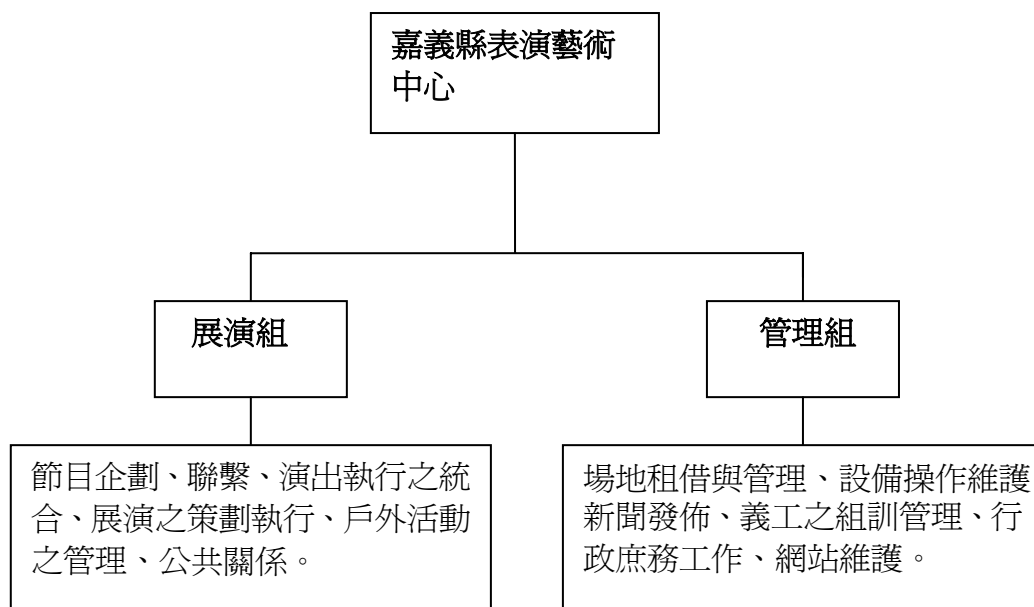 嘉義縣表演藝術
中心
展演組
管理組
節目企劃、聯繫、演出執行之統
合、展演之策劃執行、戶外活動
之管理、公共關係。
場地租借與管理、設備操作維護
新聞發佈、義工之組訓管理、行
政庶務工作、網站維護。